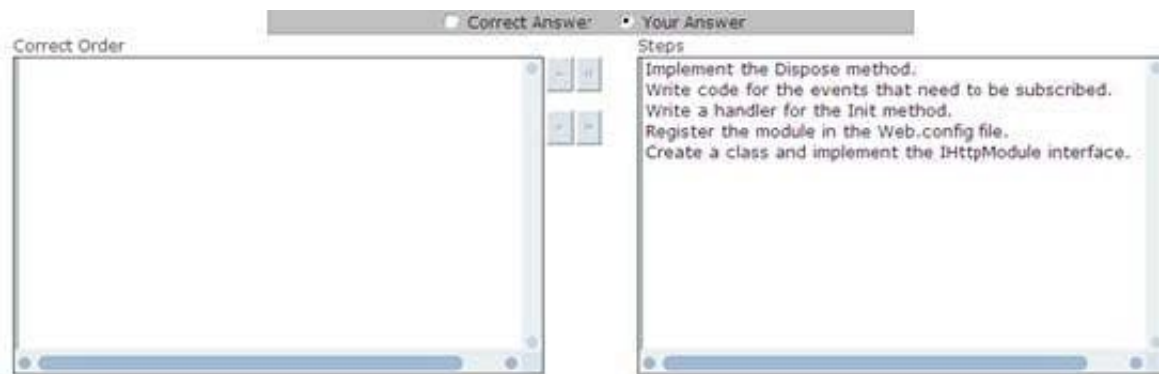 Correct Answer Your Answer
Correct Order
Steps
Implement the Dispose method.
Write code for the events that need to be subscribed.
Write a handler for the Init method.
Register the module in the Web.config file.
Create a class and implement the IHttpModule interface.